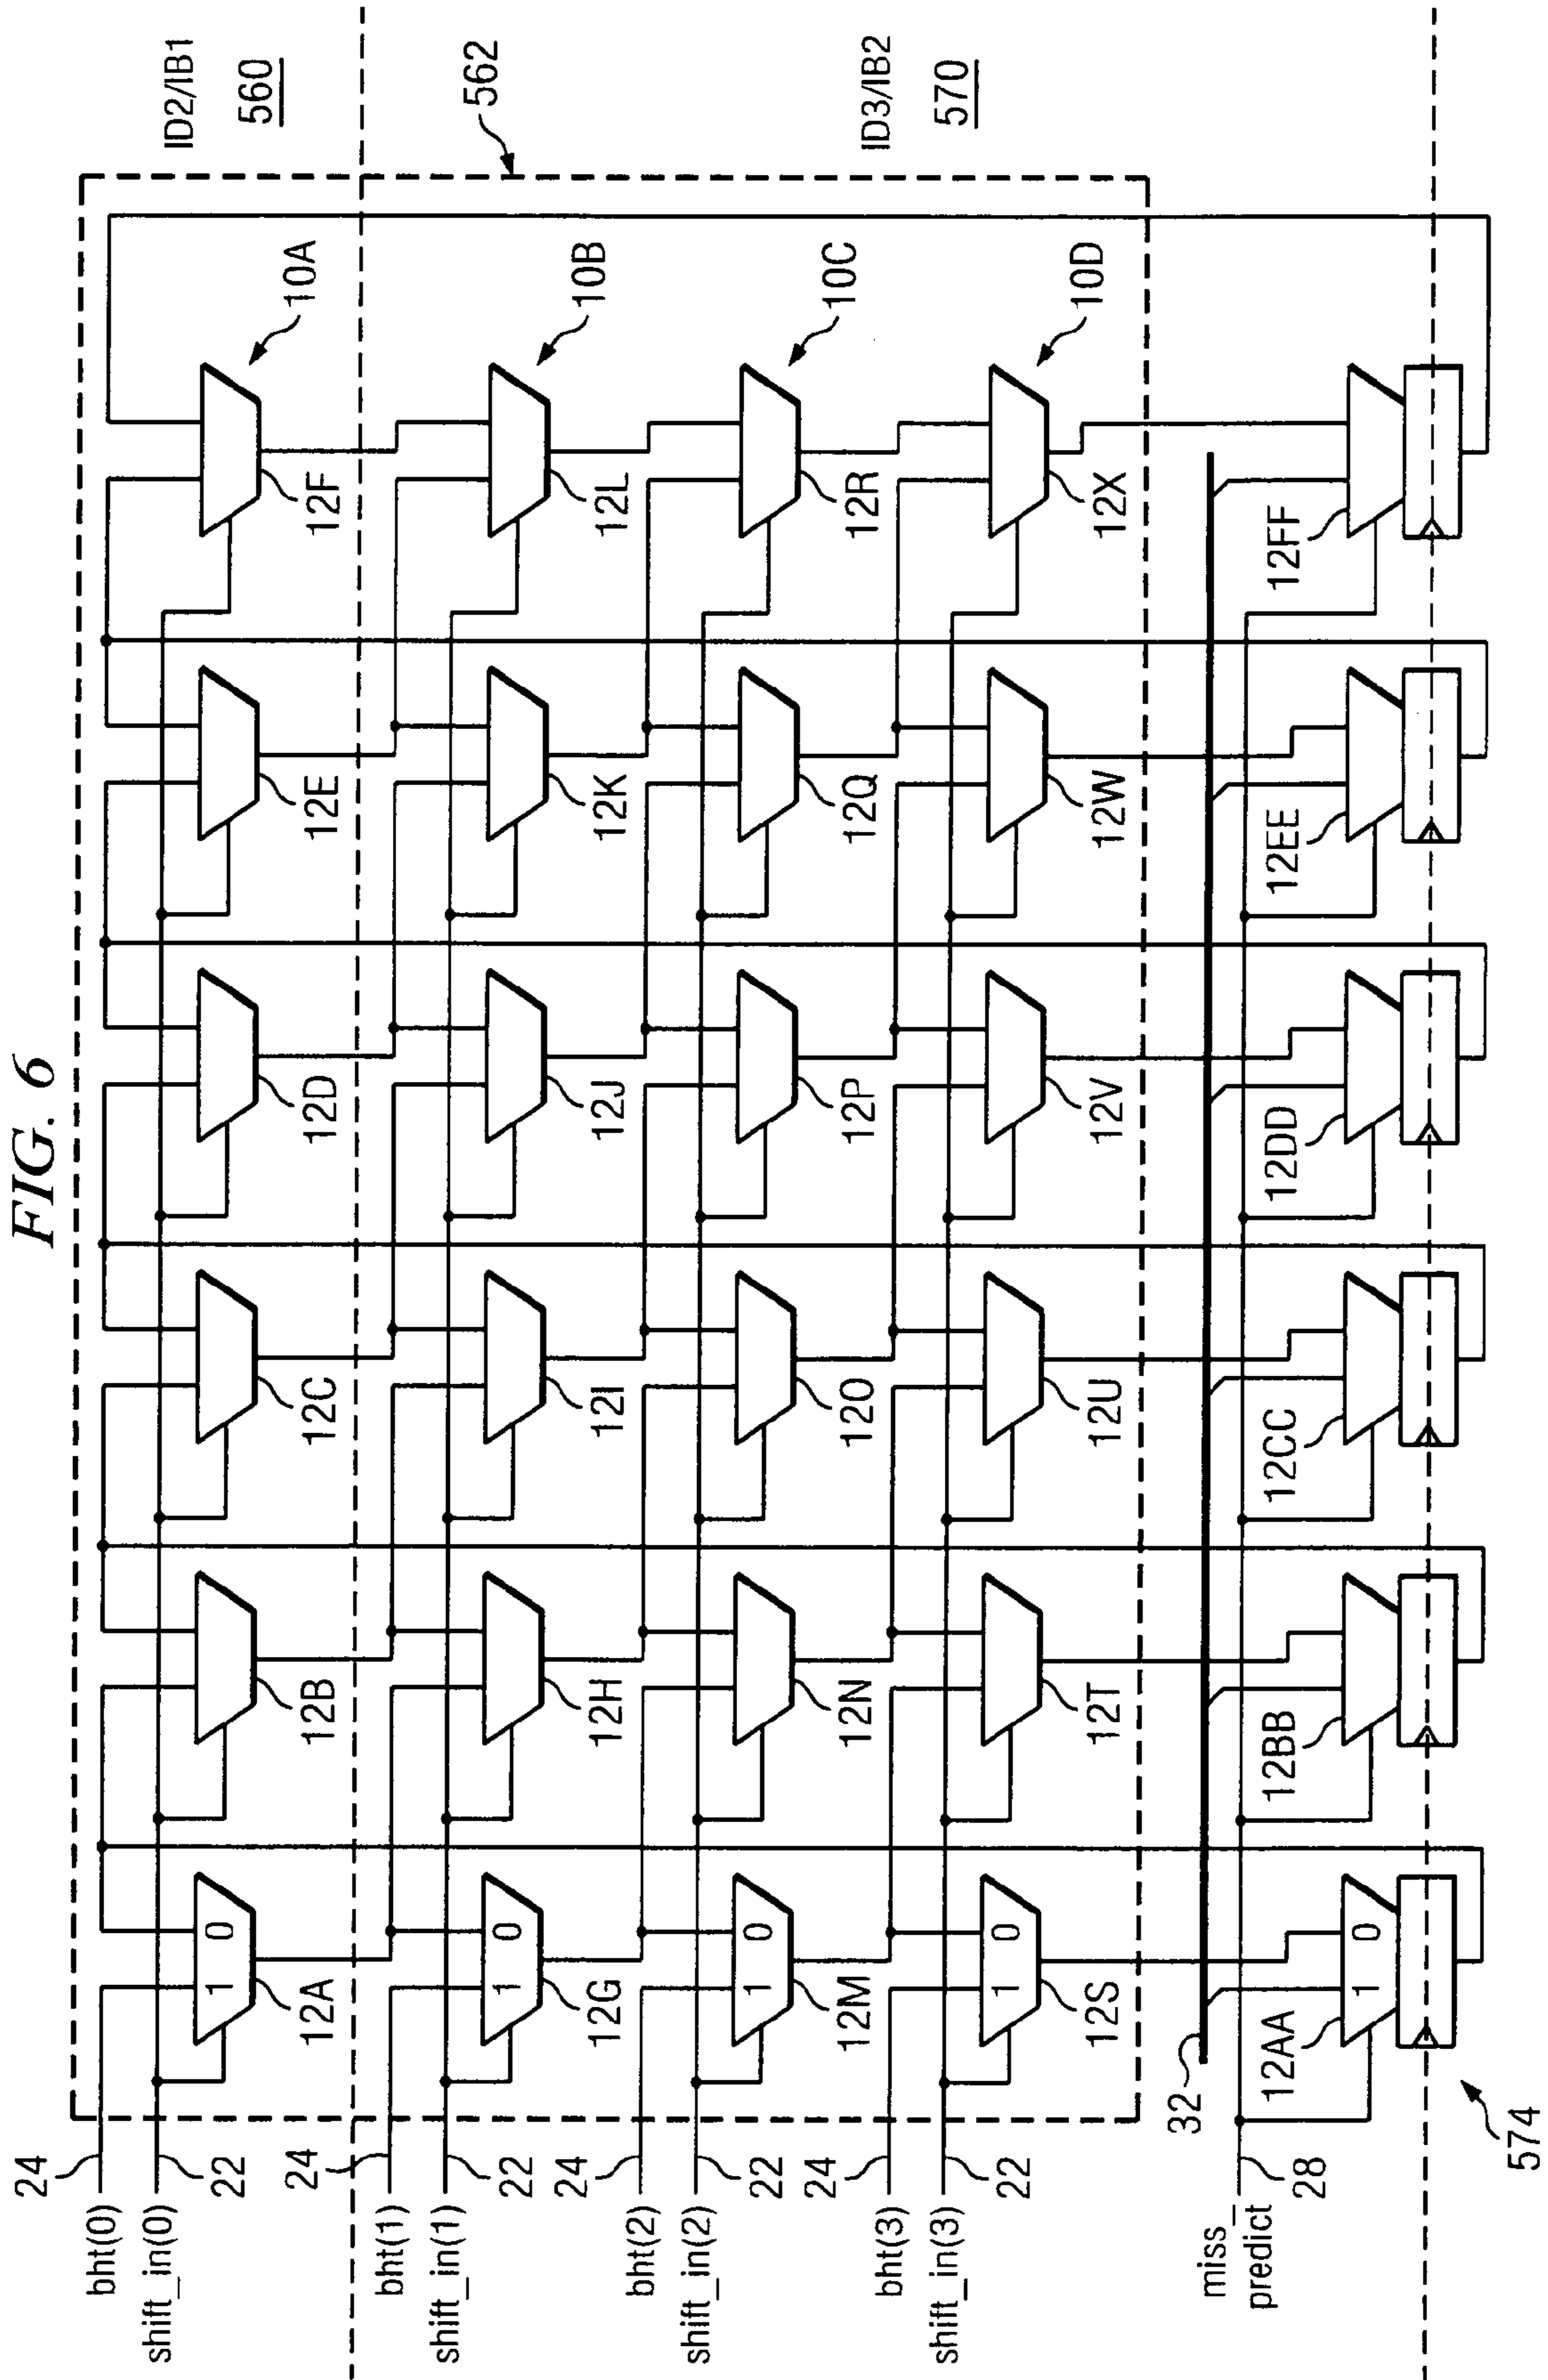 FIG. 6
ID2/IB1
560
562
ID3/IB2
570
24
bht(0)
22
shift_in(0)
1 0
12A
12B
12C
12D
12E
12F
10A
24
bht(1)
22
shift_in(1)
1 0
12G
12H
12I
12J
12K
12L
10B
24
bht(2)
22
shift_in(2)
1 0
12M
12N
12O
12P
12Q
12R
10C
24
bht(3)
22
shift_in(3)
1 0
12S
12T
12U
12V
12W
12X
10D
32
miss_
predict
28
1 0
12AA
12BB
12CC
12DD
12EE
12FF
574